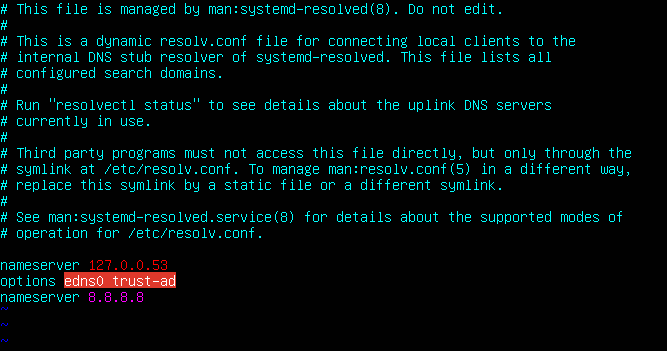 # This file is managed by man:systemd-resolved(8). Do not edit.
#
# This is a dynamic resolv.conf file for connecting local clients to the
# internal DNS stub resolver of systemd-resolved. This file lists all
# configured search domains.
#
# Run "resolvectl status" to see details about the uplink DNS servers
# currently in use.
#
# Third party programs must not access this file directly, but only through the
# symlink at /etc/resolv.conf. To manage man:resolv.conf(5) in a different way,
# replace this symlink by a static file or a different symlink.
#
# See man:systemd-resolved.service(8) for details about the supported modes of
# operation for /etc/resolv.conf.
nameserver 127.0.0.53
options edns0 trust-ad
nameserver 8.8.8.8
~
~
~